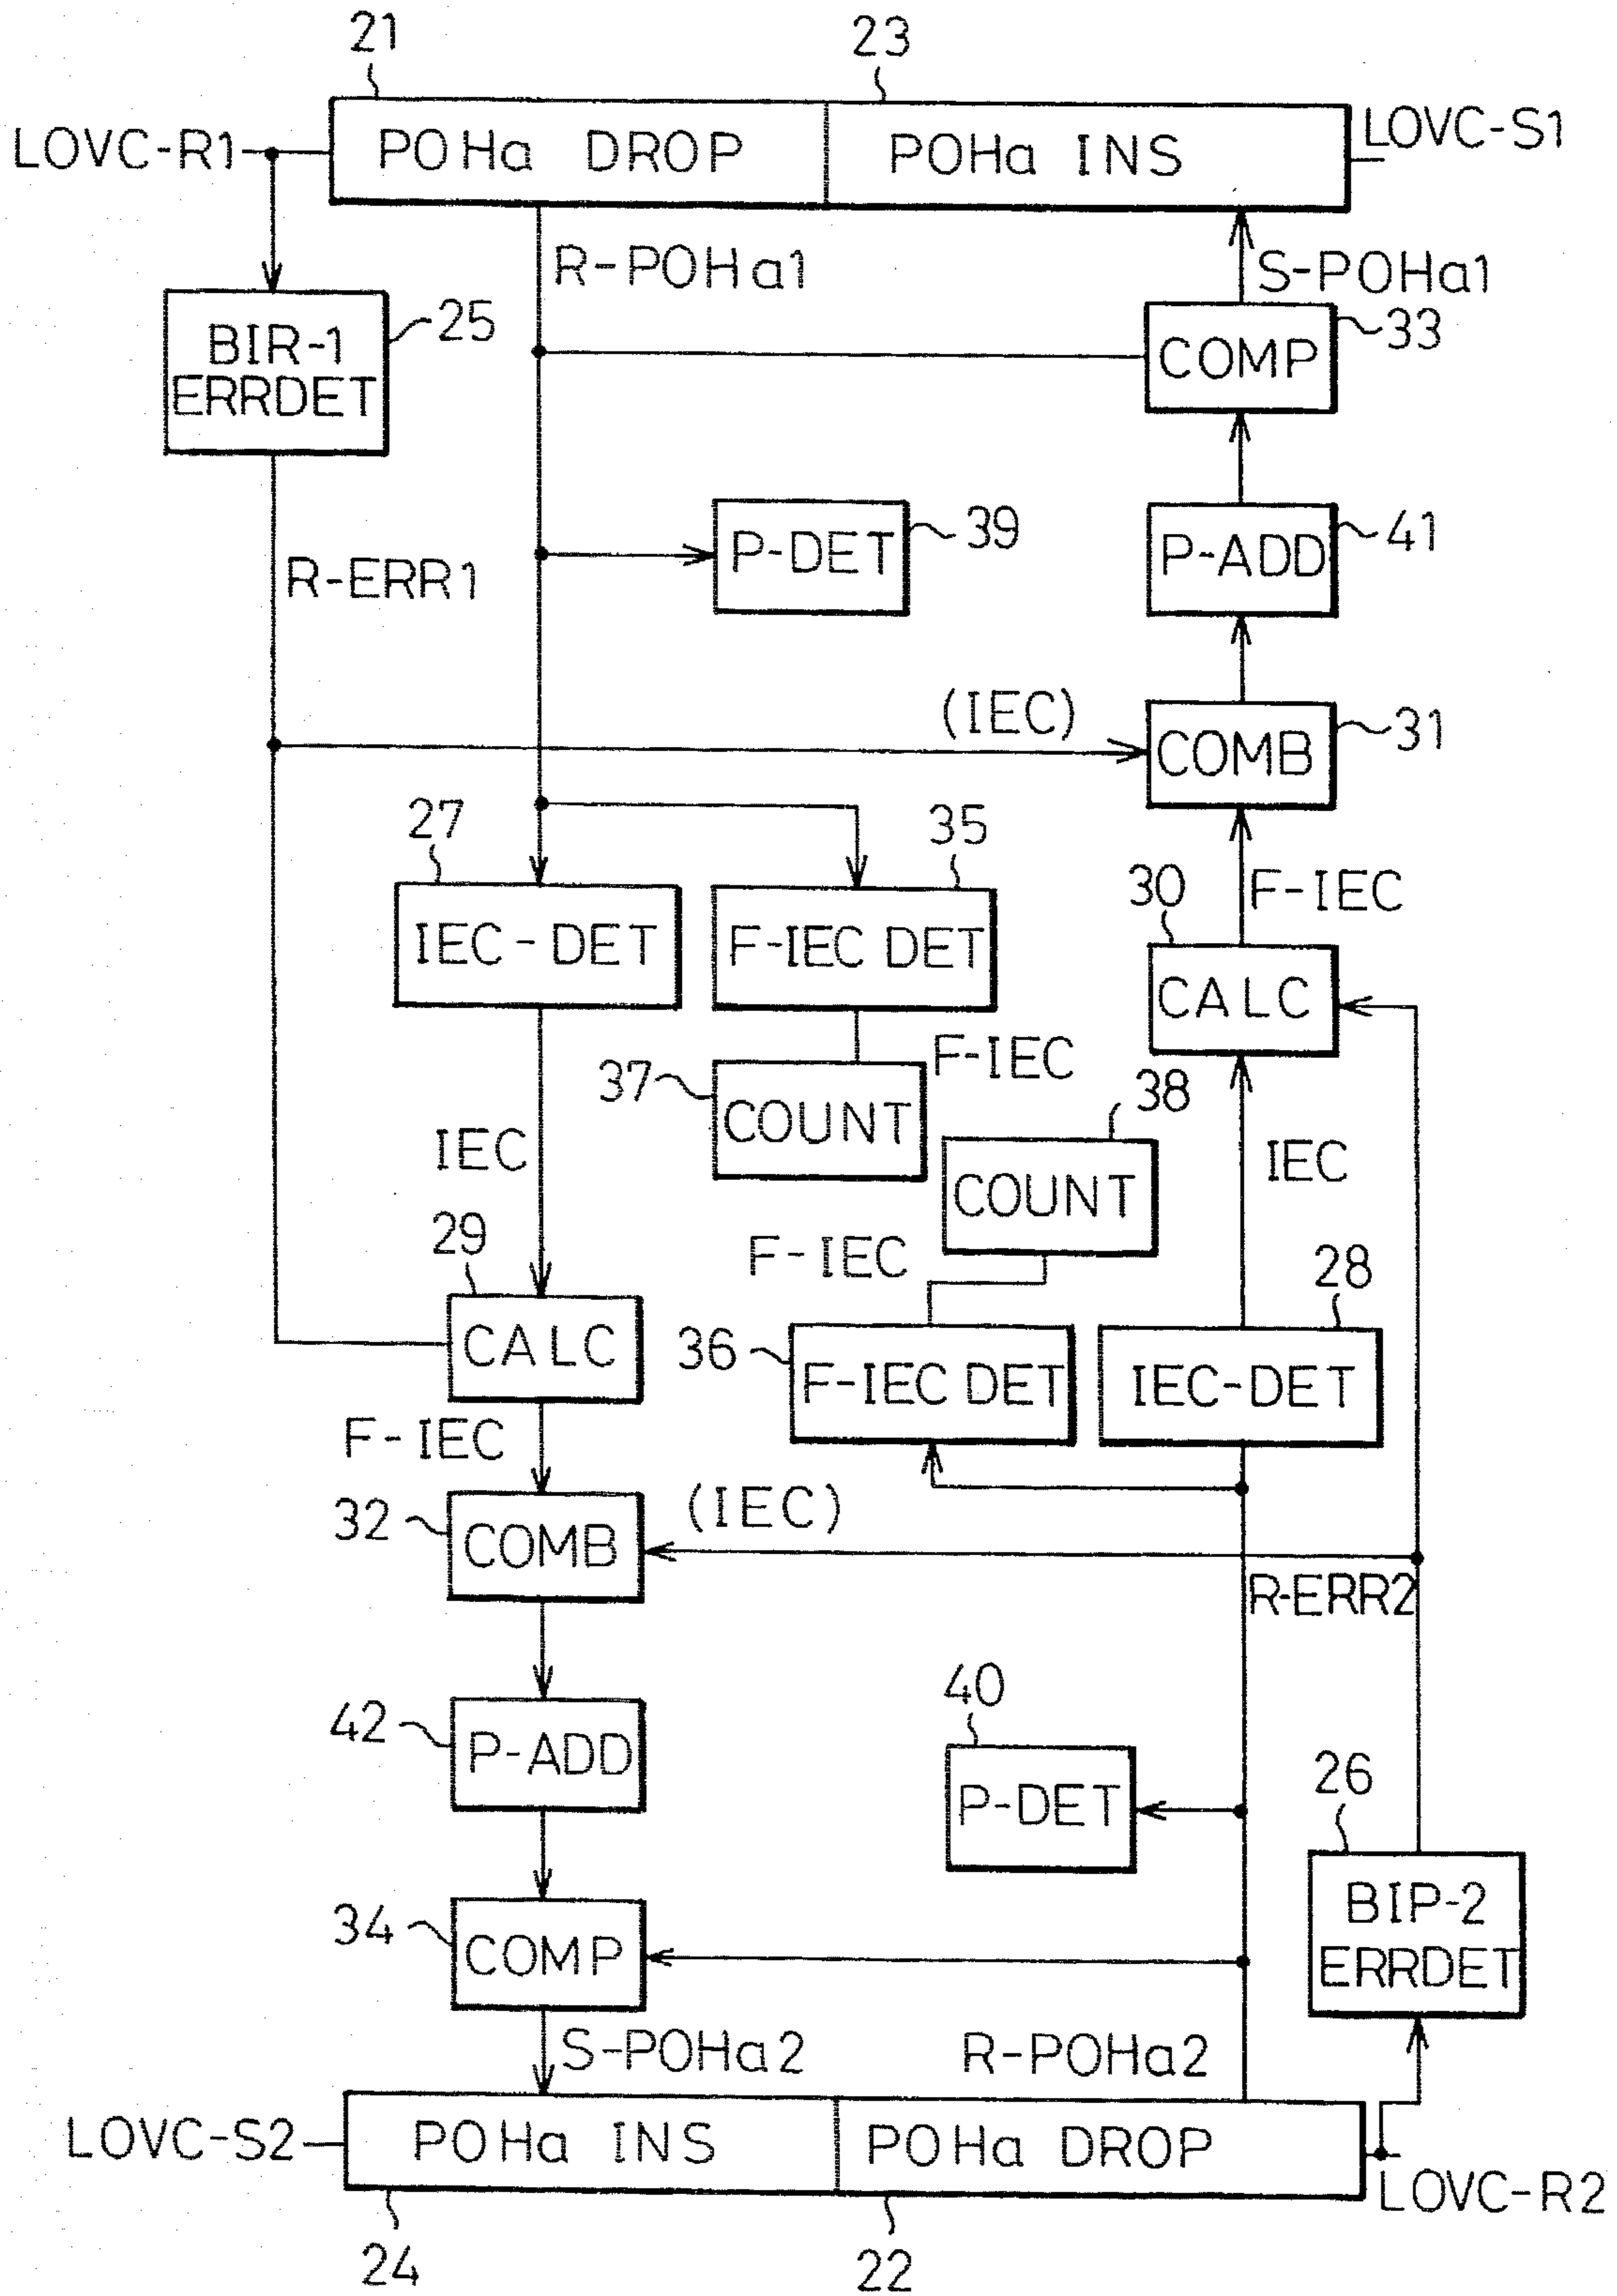 21
23
LOVC-R1
POHa DROP
POHa INS
LOVC-S1
R-POHa1
S-POHa1
BIR-1
ERRDET
25
COMP
33
R-ERR1
P-DET
39
P-ADD
41
(IEC)
COMB
31
27
35
30
F-IEC
IEC-DET
F-IEC DET
CALC
37
COUNT
F-IEC
38
IEC
COUNT
IEC
29
F-IEC
28
CALC
36
F-IEC DET
IEC-DET
F-IEC
32
COMB
(IEC)
R-ERR2
40
42
P-ADD
P-DET
26
34
COMP
BIP-2
ERRDET
S-POHa2
R-POHa2
LOVC-S2
POHa INS
POHa DROP
LOVC-R2
24
22